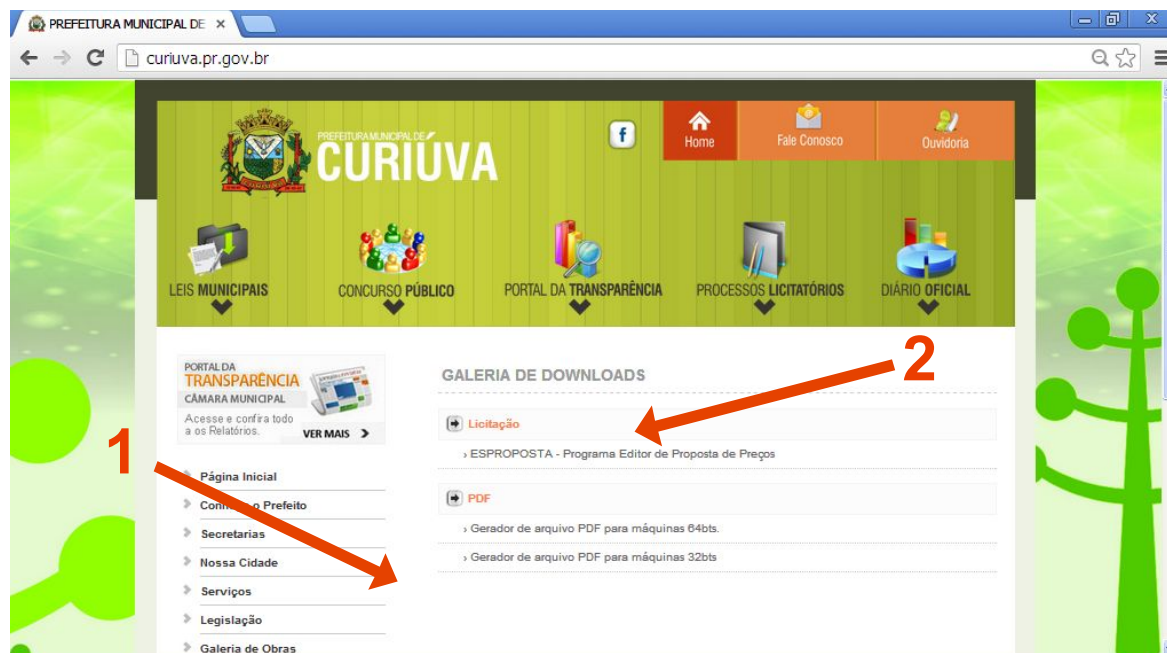 PREFEITURA MUNICIPAL DE
curiuva.pr.gov.br
PREFEITURA MUNICIPAL DE
CURIÚVA
f
Home
Fale Conosco
Ouvidoria
LEIS MUNICIPAIS
CONCURSO PÚBLICO
PORTAL DA TRANSPARÊNCIA
PROCESSOS LICITATÓRIOS
DIÁRIO OFICIAL
PORTAL DA
TRANSPARÊNCIA
CÂMARA MUNICIPAL
Acesse e confira todo
a os Relatórios.
VER MAIS
1
Página Inicial
o Prefeito
Secretarias
Nossa Cidade
Serviços
Legislação
Galeria de Obras
2
GALERIA DE DOWNLOADS
Licitação
› ESPROPOSTA - Programa Editor de Proposta de Preços
PDF
› Gerador de arquivo PDF para máquinas 64bts.
› Gerador de arquivo PDF para máquinas 32bts